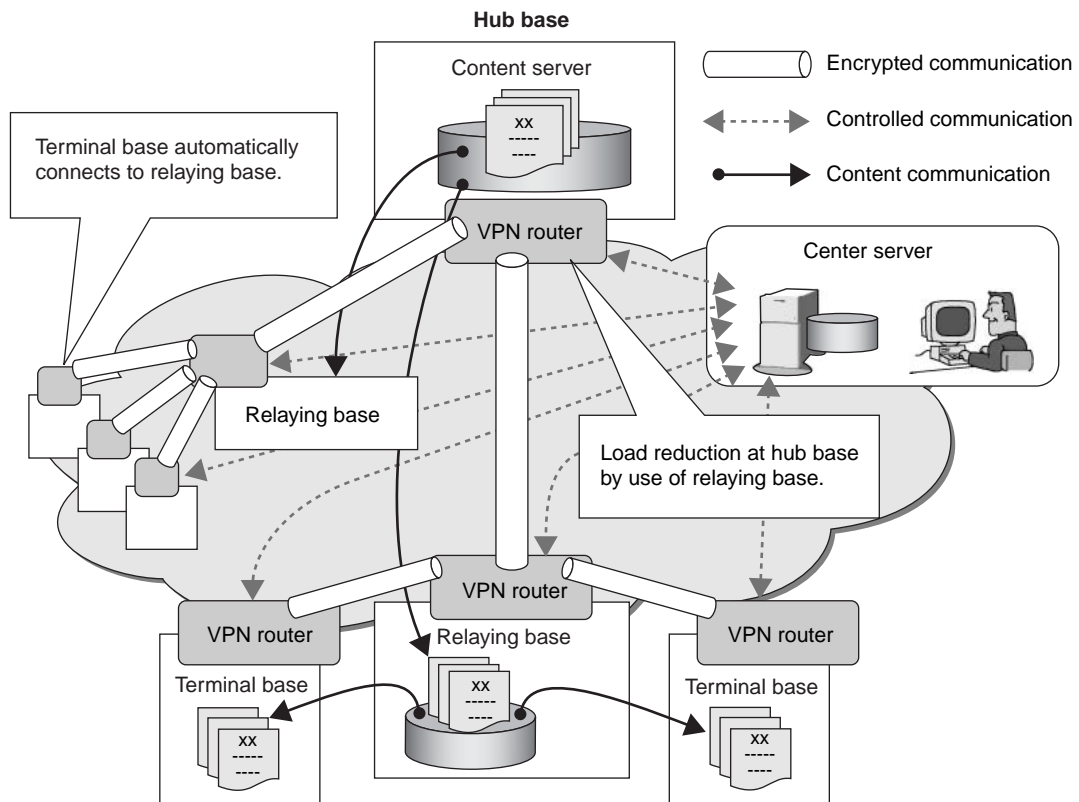 Hub base
Content server
xx
-----
----
VPN router
Encrypted communication
Controlled communication
Content communication
Terminal base automatically
connects to relaying base.
Center server
Relaying base
Load reduction at hub base
by use of relaying base.
VPN router
VPN router
VPN router
Relaying base
Terminal base
Terminal base
xx
-----
----
xx
-----
----
xx
-----
----